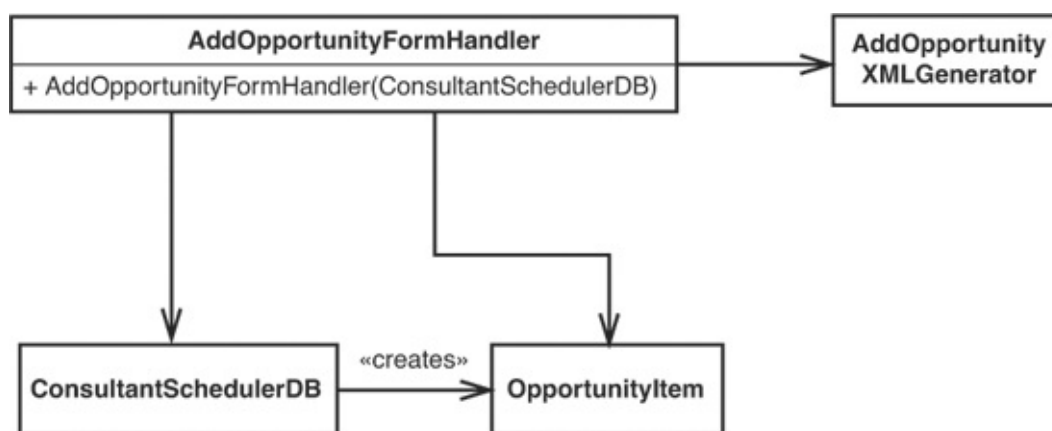 AddOpportunityFormHandler
+ AddOpportunityFormHandler(ConsultantSchedulerDB)
AddOpportunity
XMLGenerator
ConsultantSchedulerDB
«creates»
OpportunityItem